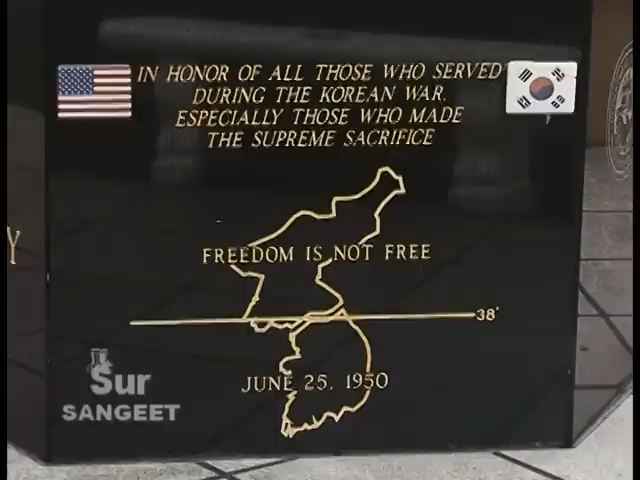 IN HONOR OF ALL THOSE WHO SERVED
DURING THE KOREAN WAR.
ESPECIALLY THOSE WHO MADE
THE SUPREME SACRIFICE
FREEDOM IS NOT FREE
38'
JUNE 25, 1950
Y
Sur
SANGEET